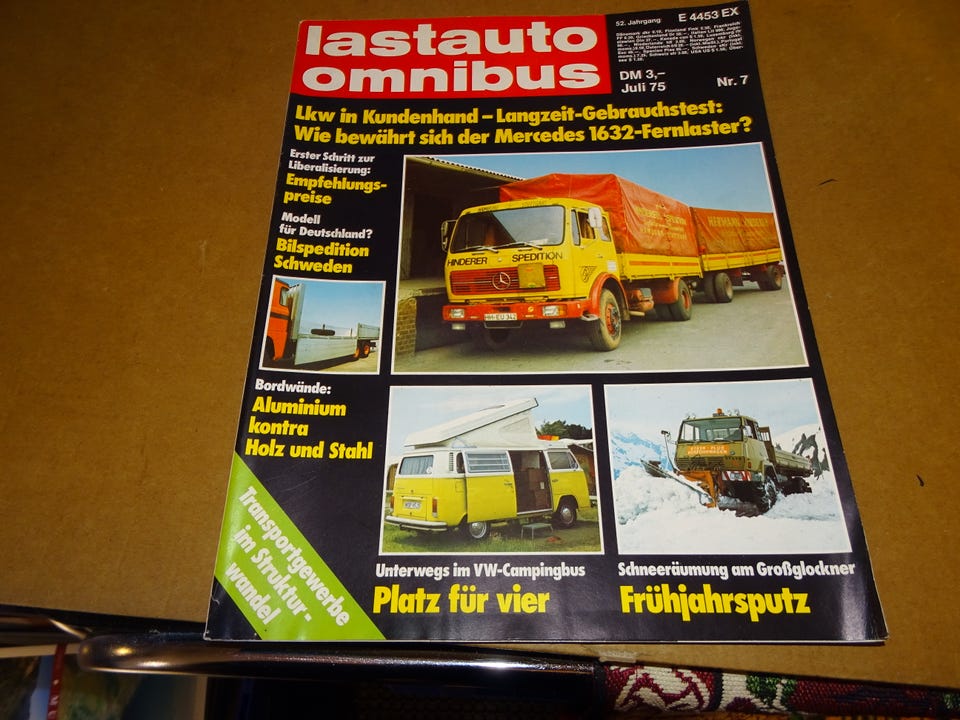 lastauto
omnibus
52. Jahrgang
E 4453 EX
DM 3,–
Juli 75
Nr. 7
Lkw in Kundenhand – Langzeit-Gebrauchstest:
Wie bewährt sich der Mercedes 1632-Fernlaster?
Erster Schritt zur
Liberalisierung:
Empfehlungs-
preise
Modell
für Deutschland?
Bilspedition
Schweden
HINDERER SPEDITION
Bordwände:
Aluminium
kontra
Holz und Stahl
Transportgewerbe
im Struktur-
wandel
Unterwegs im VW-Campingbus
Platz für vier
Schneeräumung am Großglockner
Frühjahrsputz